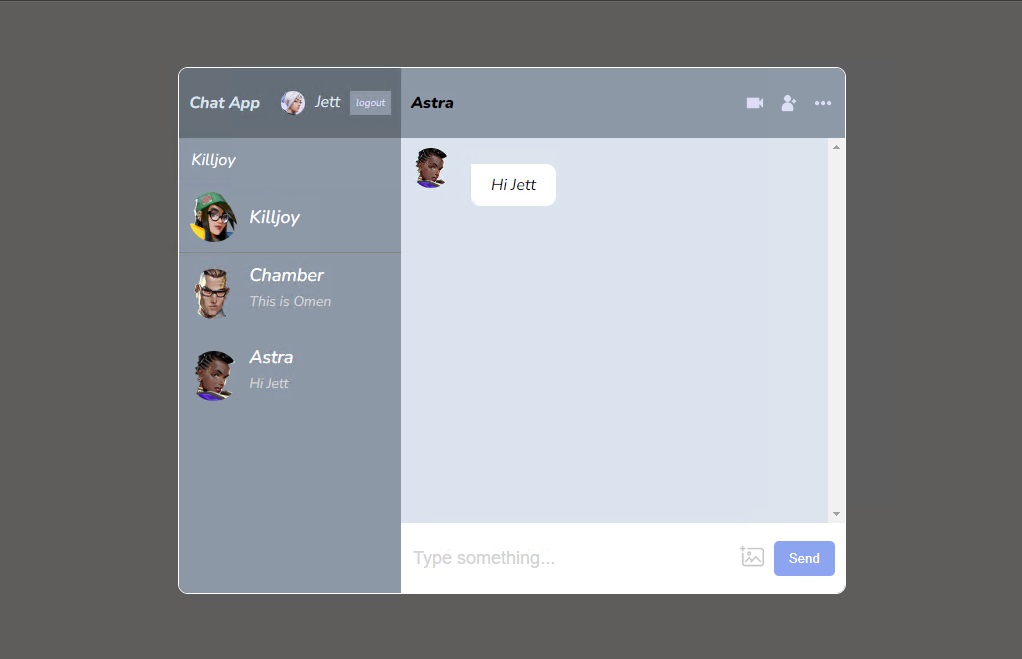 Chat App Jett logout
Killjoy
Killjoy
Chamber
This is Omen
Astra
Hi Jett
Astra
Hi Jett
Type something...
Send